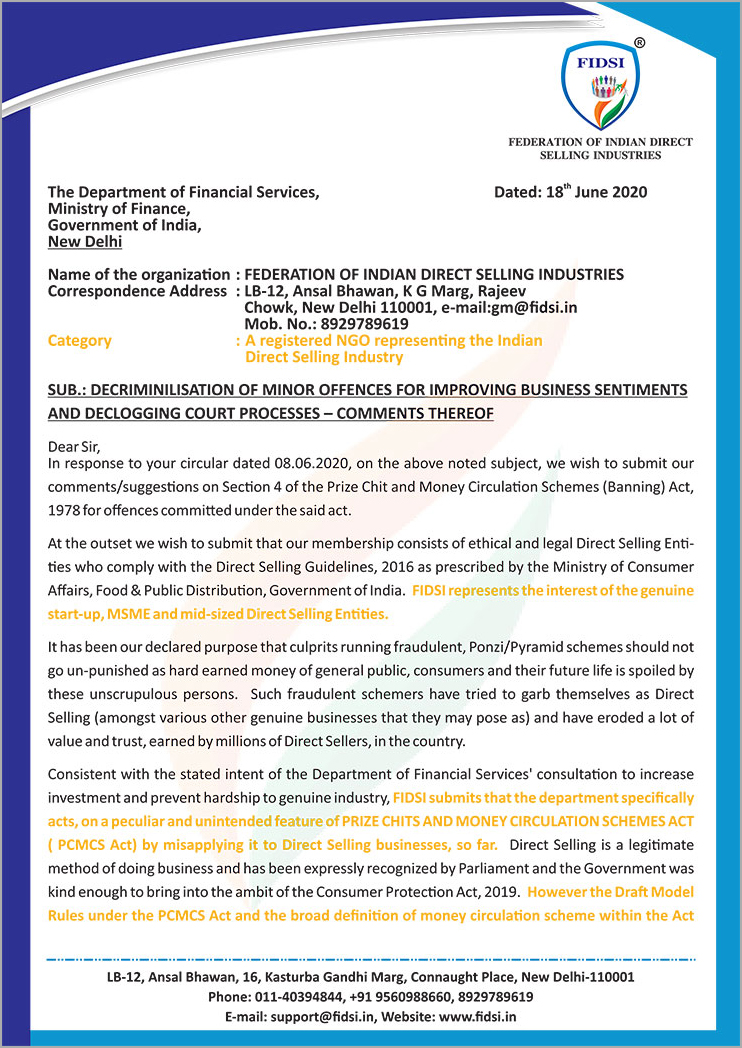 ®
FIDSI
FEDERATION OF INDIAN DIRECT
SELLING INDUSTRIES
The Department of Financial Services,
Dated: 18th June 2020
Ministry of Finance,
Government of India,
New Delhi
Name of the organization : FEDERATION OF INDIAN DIRECT SELLING INDUSTRIES
Correspondence Address : LB-12, Ansal Bhawan, K G Marg, Rajeev
Chowk, New Delhi 110001, e-mail:gm@fidsi.in
Mob. No.: 8929789619
Category : A registered NGO representing the Indian
Direct Selling Industry
SUB.: DECRIMINILISATION OF MINOR OFFENCES FOR IMPROVING BUSINESS SENTIMENTS
AND DECLOGGING COURT PROCESSES – COMMENTS THEREOF
Dear Sir,
In response to your circular dated 08.06.2020, on the above noted subject, we wish to submit our
comments/suggestions on Section 4 of the Prize Chit and Money Circulation Schemes (Banning) Act,
1978 for offences committed under the said act.
At the outset we wish to submit that our membership consists of ethical and legal Direct Selling Enti-
ties who comply with the Direct Selling Guidelines, 2016 as prescribed by the Ministry of Consumer
Affairs, Food & Public Distribution, Government of India. FIDSI represents the interest of the genuine
start-up, MSME and mid-sized Direct Selling Entities.
It has been our declared purpose that culprits running fraudulent, Ponzi/Pyramid schemes should not
go un-punished as hard earned money of general public, consumers and their future life is spoiled by
these unscrupulous persons. Such fraudulent schemers have tried to garb themselves as Direct
Selling (amongst various other genuine businesses that they may pose as) and have eroded a lot of
value and trust, earned by millions of Direct Sellers, in the country.
Consistent with the stated intent of the Department of Financial Services' consultation to increase
investment and prevent hardship to genuine industry, FIDSI submits that the department specifically
acts, on a peculiar and unintended feature of PRIZE CHITS AND MONEY CIRCULATION SCHEMES ACT
( PCMCS Act) by misapplying it to Direct Selling businesses, so far. Direct Selling is a legitimate
method of doing business and has been expressly recognized by Parliament and the Government was
kind enough to bring into the ambit of the Consumer Protection Act, 2019. However the Draft Model
Rules under the PCMCS Act and the broad definition of money circulation scheme within the Act
LB-12, Ansal Bhawan, 16, Kasturba Gandhi Marg, Connaught Place, New Delhi-110001
Phone: 011-40394844, +91 9560988660, 8929789619
E-mail: support@fidsi.in, Website: www.fidsi.in